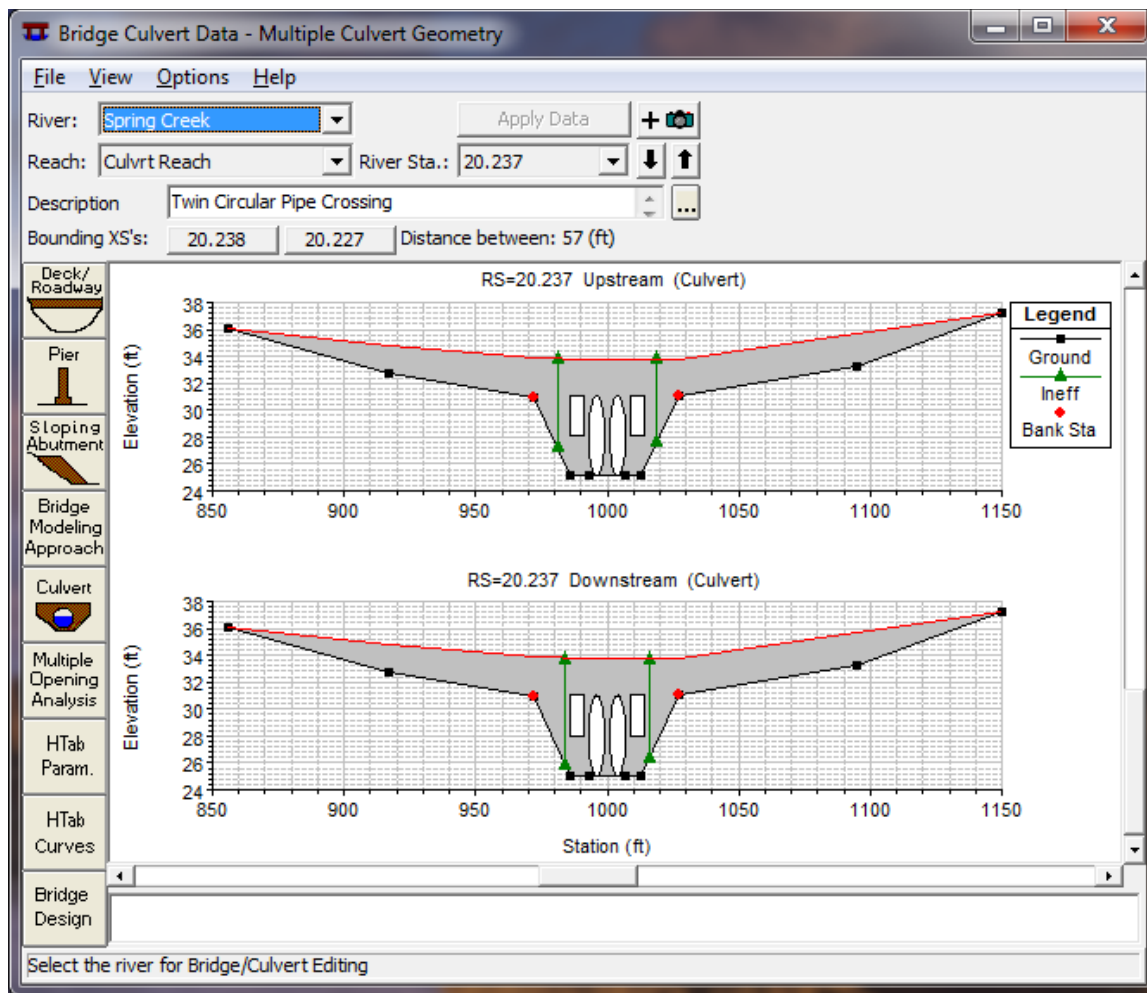 Bridge Culvert Data - Multiple Culvert Geometry
File View Options Help
River: Spring Creek Apply Data +
Reach: Culvrt Reach River Sta.: 20.237
Description Twin Circular Pipe Crossing ...
Bounding XS's: 20.238 20.227 Distance between: 57 (ft)
Deck/
Roadway
Pier
Sloping
Abutment
Bridge
Modeling
Approach
Culvert
Multiple
Opening
Analysis
HTab
Param.
HTab
Curves
Bridge
Design
RS=20.237 Upstream (Culvert)
38
36
34
32
30
28
26
24
Elevation (ft)
850 900 950 1000 1050 1100 1150
Legend
Ground
Ineff
Bank Sta
RS=20.237 Downstream (Culvert)
38
36
34
32
30
28
26
24
Elevation (ft)
850 900 950 1000 1050 1100 1150
Station (ft)
Select the river for Bridge/Culvert Editing